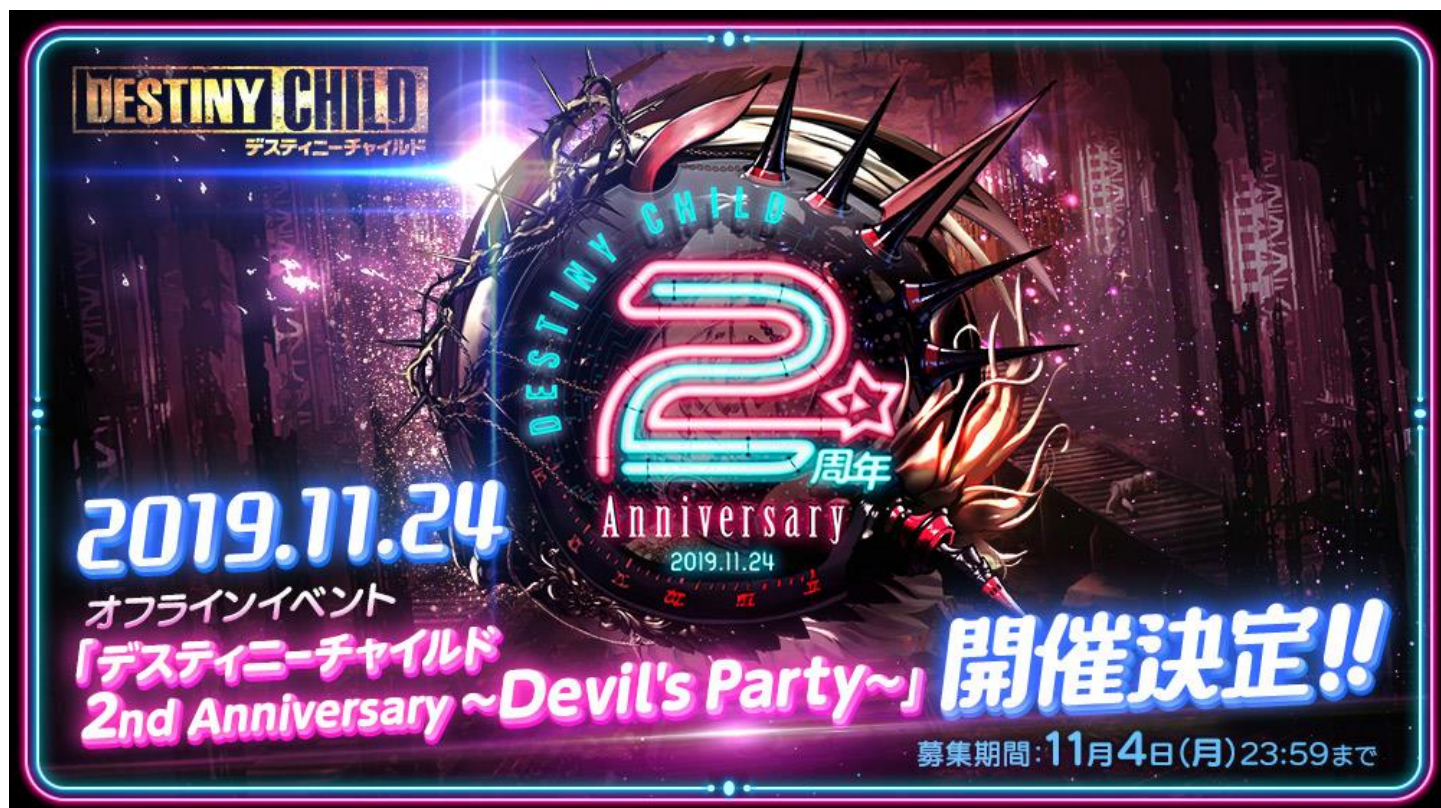 DESTINY CHILD
デスティニーチャイルド
DESTINY CHILD
2
周年
Anniversary
2019.11.24
2019.11.24
オフラインイベント
「デスティニーチャイルド
2nd Anniversary ~Devil's Party~」開催決定!!
募集期間:11月4日(月)23:59まで